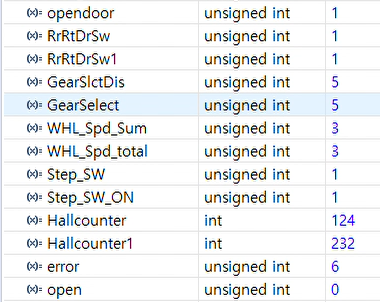 (x)= opendoor unsigned int 1
(x)= RrRtDrSw unsigned int 1
(x)= RrRtDrSw1 unsigned int 1
(x)= GearSlctDis unsigned int 5
(x)= GearSelect unsigned int 5
(x)= WHL_Spd_Sum unsigned int 3
(x)= WHL_Spd_total unsigned int 3
(x)= Step_SW unsigned int 1
(x)= Step_SW_ON unsigned int 1
(x)= Hallcounter int 124
(x)= Hallcounter1 int 232
(x)= error unsigned int 6
(x)= open unsigned int 0